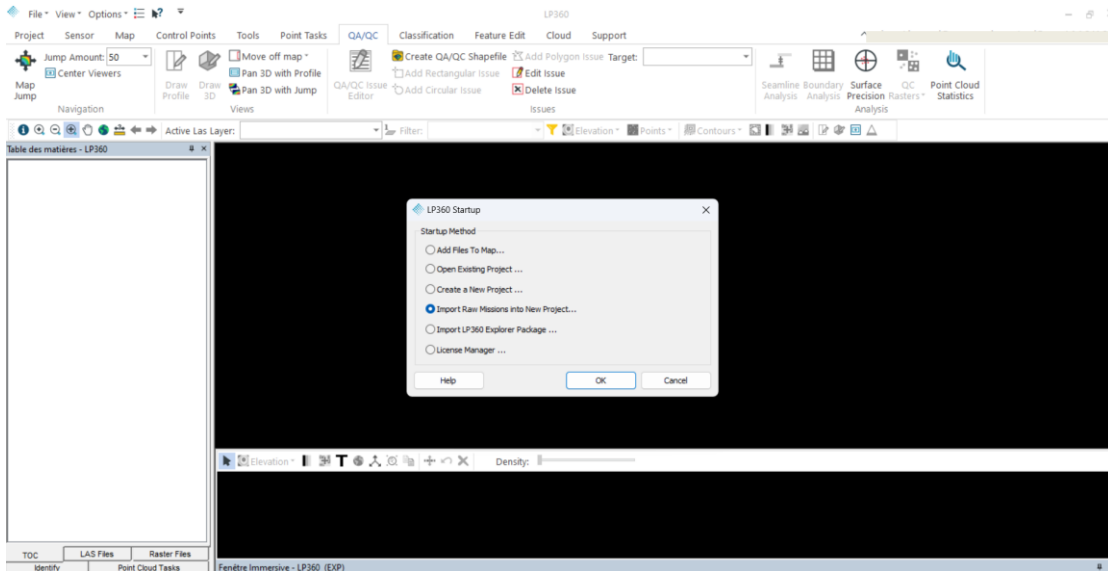 File View Options LP360
Project Sensor Map Control Points Tools Point Tasks QA/QC Classification Feature Edit Cloud Support
Map Jump
Jump Amount: 50
Center Viewers
Navigation
Draw Profile
Draw 3D
Move off map
Pan 3D with Profile
Pan 3D with Jump
Views
QA/QC Issue Editor
Create QA/QC Shapefile Add Polygon Issue Target:
Add Rectangular Issue Edit Issue
Add Circular Issue Delete Issue
Issues
Seamline Analysis
Boundary Analysis
Surface Precision
QC Rasters
Point Cloud Statistics
Analysis
Active Las Layer: Filter: Elevation Points Contours
Table des matières - LP360
LP360 Startup
Startup Method
Add Files To Map...
Open Existing Project ...
Create a New Project ...
Import Raw Missions into New Project...
Import LP360 Explorer Package ...
License Manager ...
Help OK Cancel
Elevation Density:
TOC LAS Files Raster Files
Identify Point Cloud Tasks
Fenêtre Immersive - LP360 (EXP)